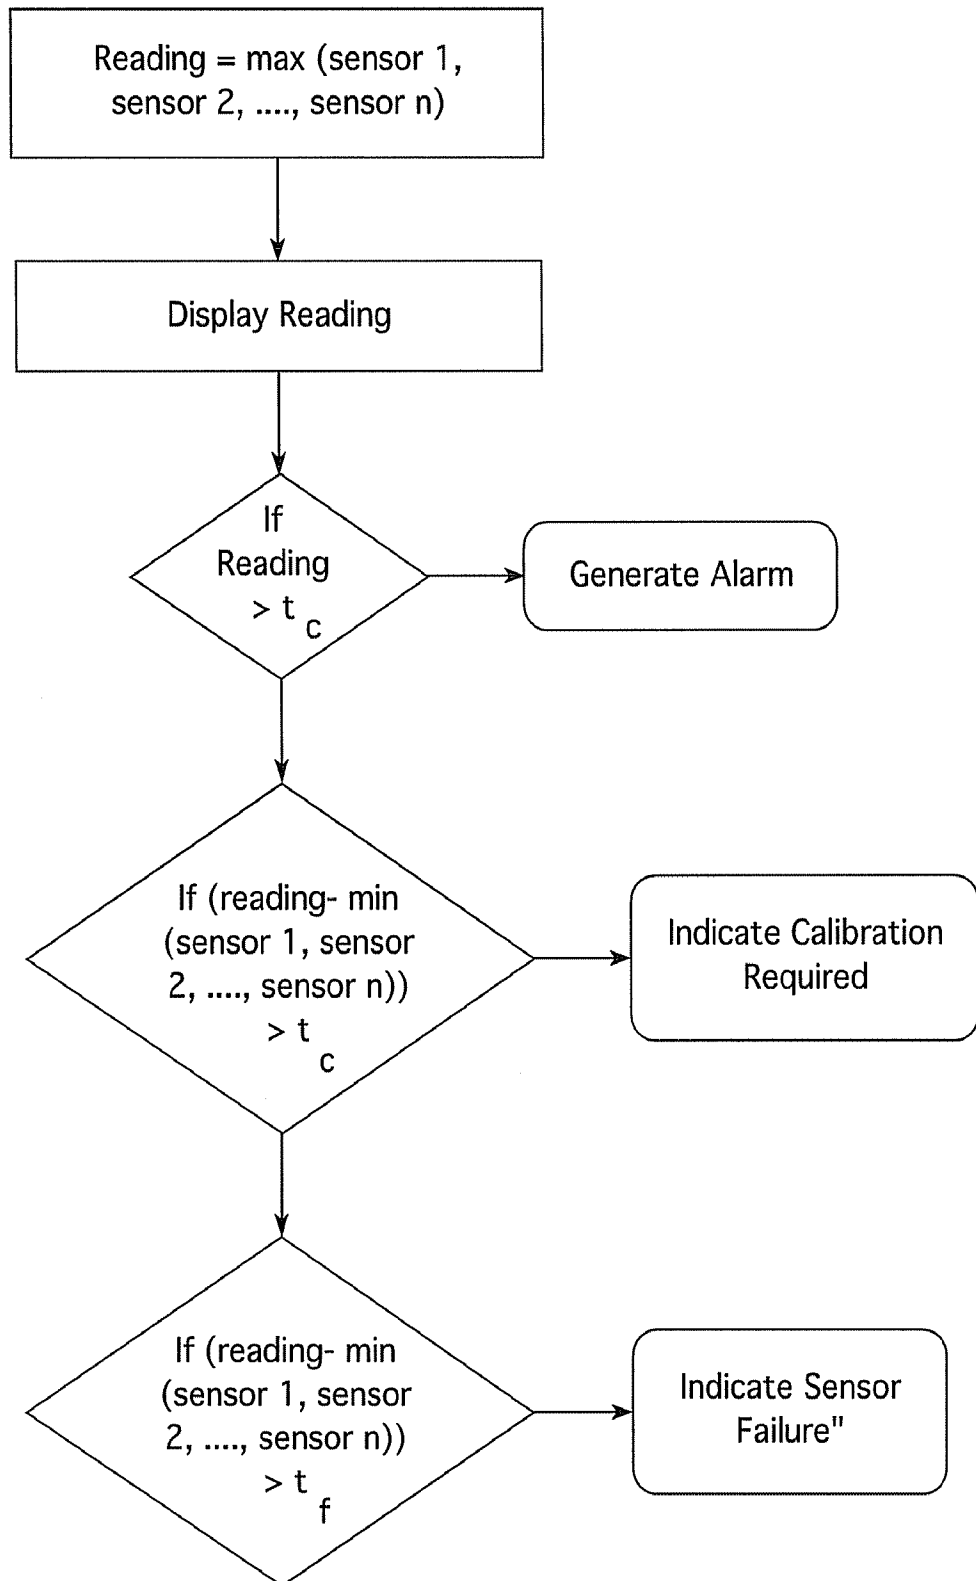 Reading = max (sensor 1,
sensor 2, ...., sensor n)
Display Reading
If
Reading
> t c
Generate Alarm
If (reading- min
(sensor 1, sensor
2, ...., sensor n))
> t c
Indicate Calibration
Required
If (reading- min
(sensor 1, sensor
2, ...., sensor n))
> t f
Indicate Sensor
Failure"